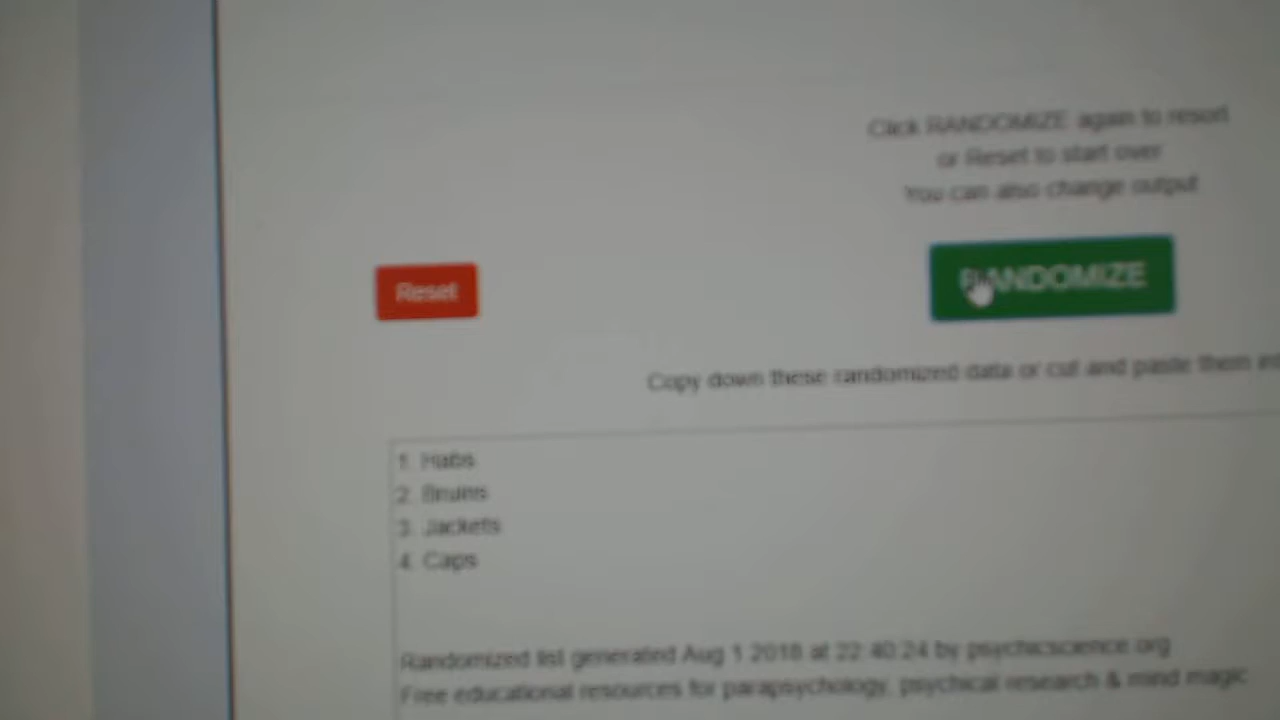 Click RANDOMIZE again to resort
or Reset to start over
You can also change output
Reset
RANDOMIZE
Copy down these randomized data or cut and paste them
1. Habs
2. Bruins
3. Jackets
4. Caps
Randomized list generated Aug 1 2018 at 22:40:24 by psychicscience.org
Free educational resources for parapsychology, psychical research & mind magic